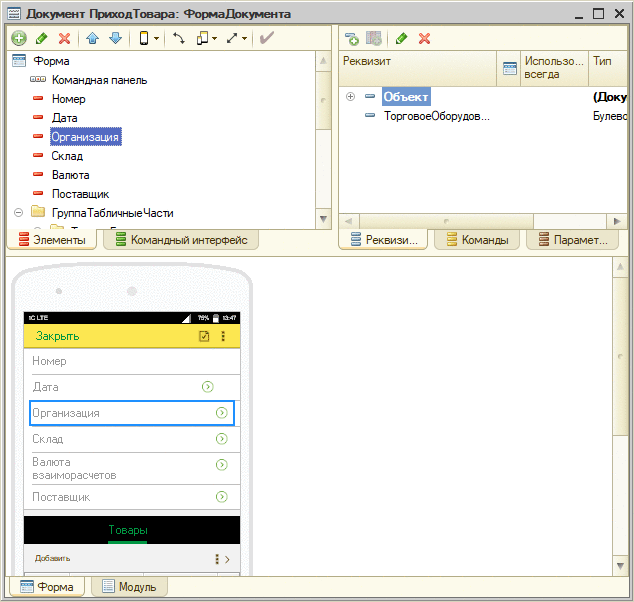 Документ ПриходТовара: ФормаДокумента
Форма
Командная панель
Номер
Дата
Организация
Склад
Валюта
Поставщик
ГруппаТабличныеЧасти
Элементы
Командный интерфейс
Реквизит
Использо...
всегда
Тип
Объект
(Доку
ТорговоеОборудов...
Булево
Реквизи...
Команды
Парамет...
1C LTE
75%
13:47
Закрыть
Номер
Дата
Организация
Склад
Валюта
взаиморасчетов
Поставщик
Товары
Добавить
Форма
Модуль